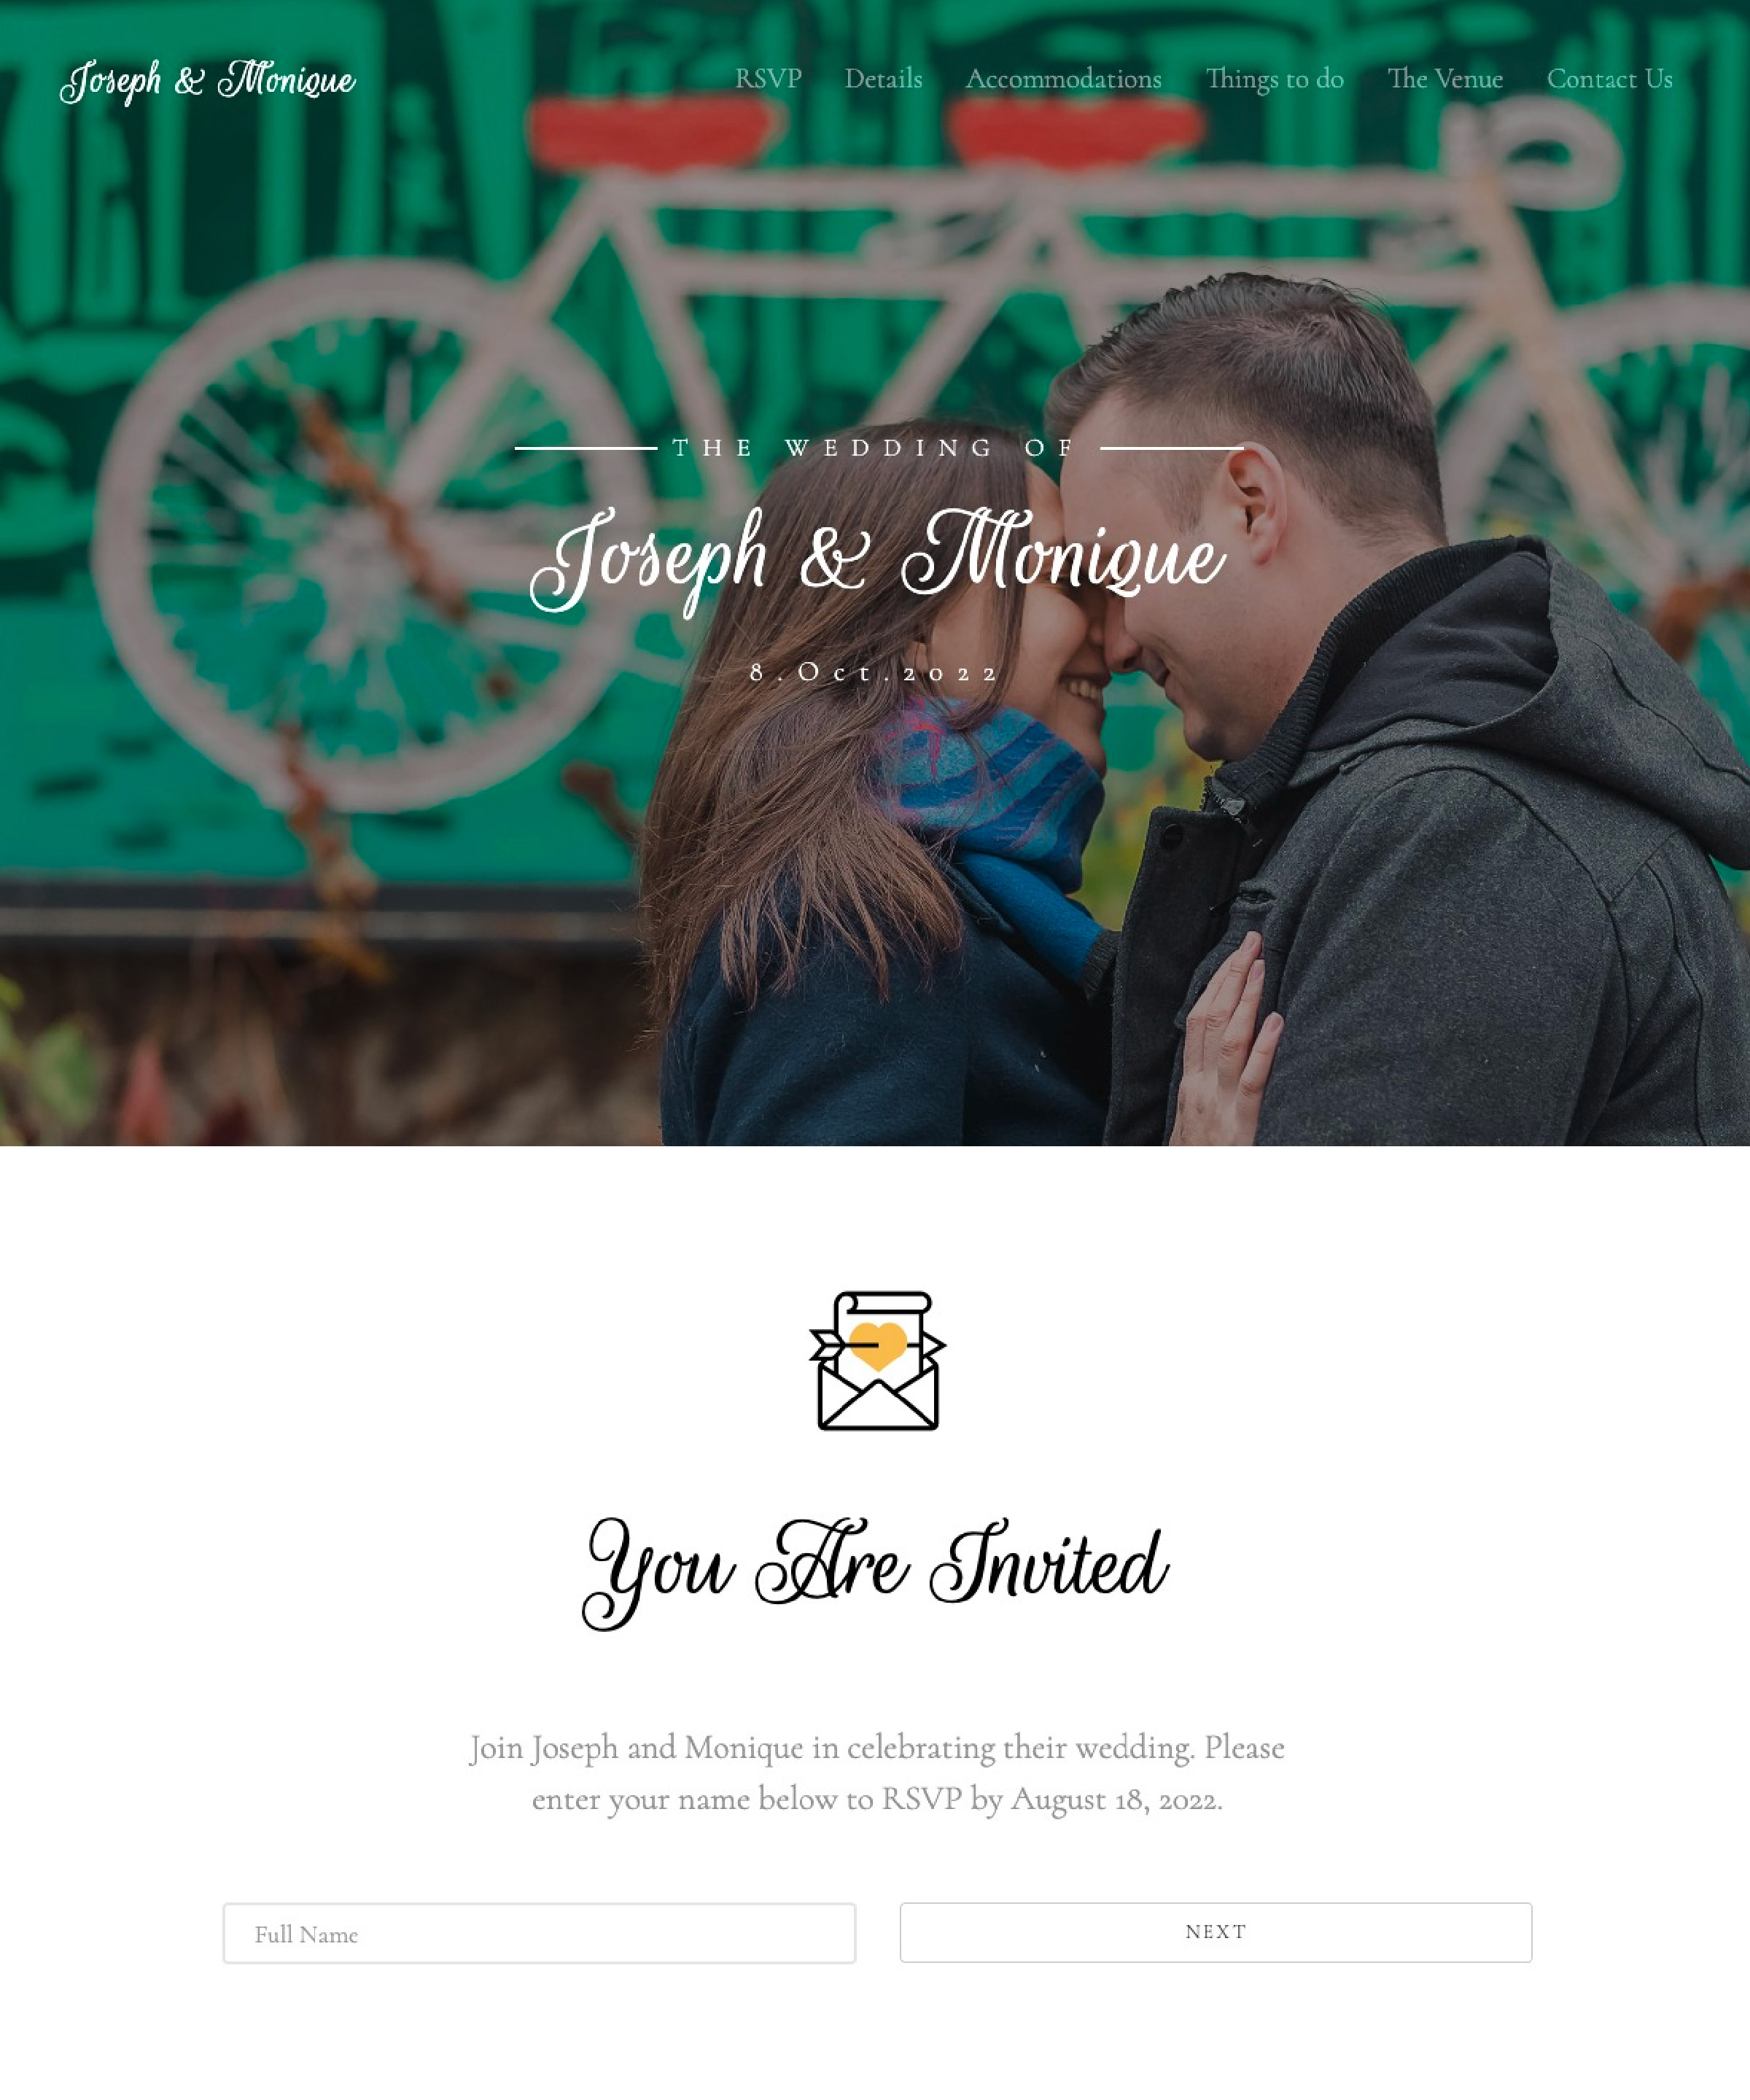 Joseph & Monique
RSVP Details Accommodations Things to do The Venue Contact Us
THE WEDDING OF
Joseph & Monique
8.Oct.2022
You Are Invited
Join Joseph and Monique in celebrating their wedding. Please
enter your name below to RSVP by August 18, 2022.
Full Name
NEXT